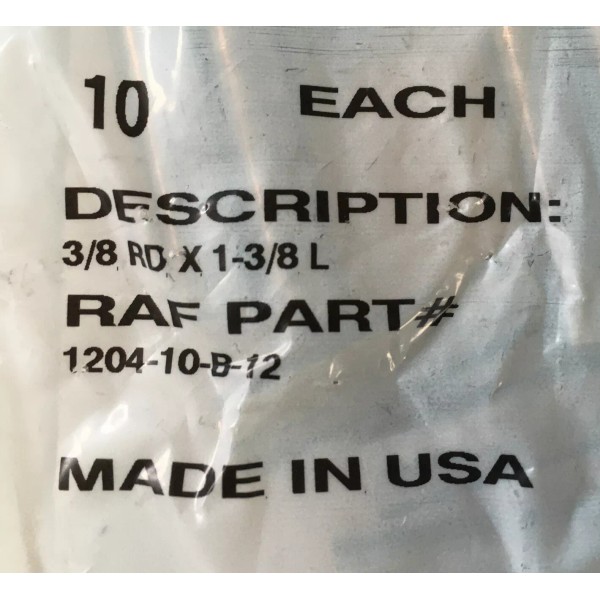 10 EACH
DESCRIPTION:
3/8 RD X 1-3/8 L
RAF PART#
1204-10-B-12
MADE IN USA